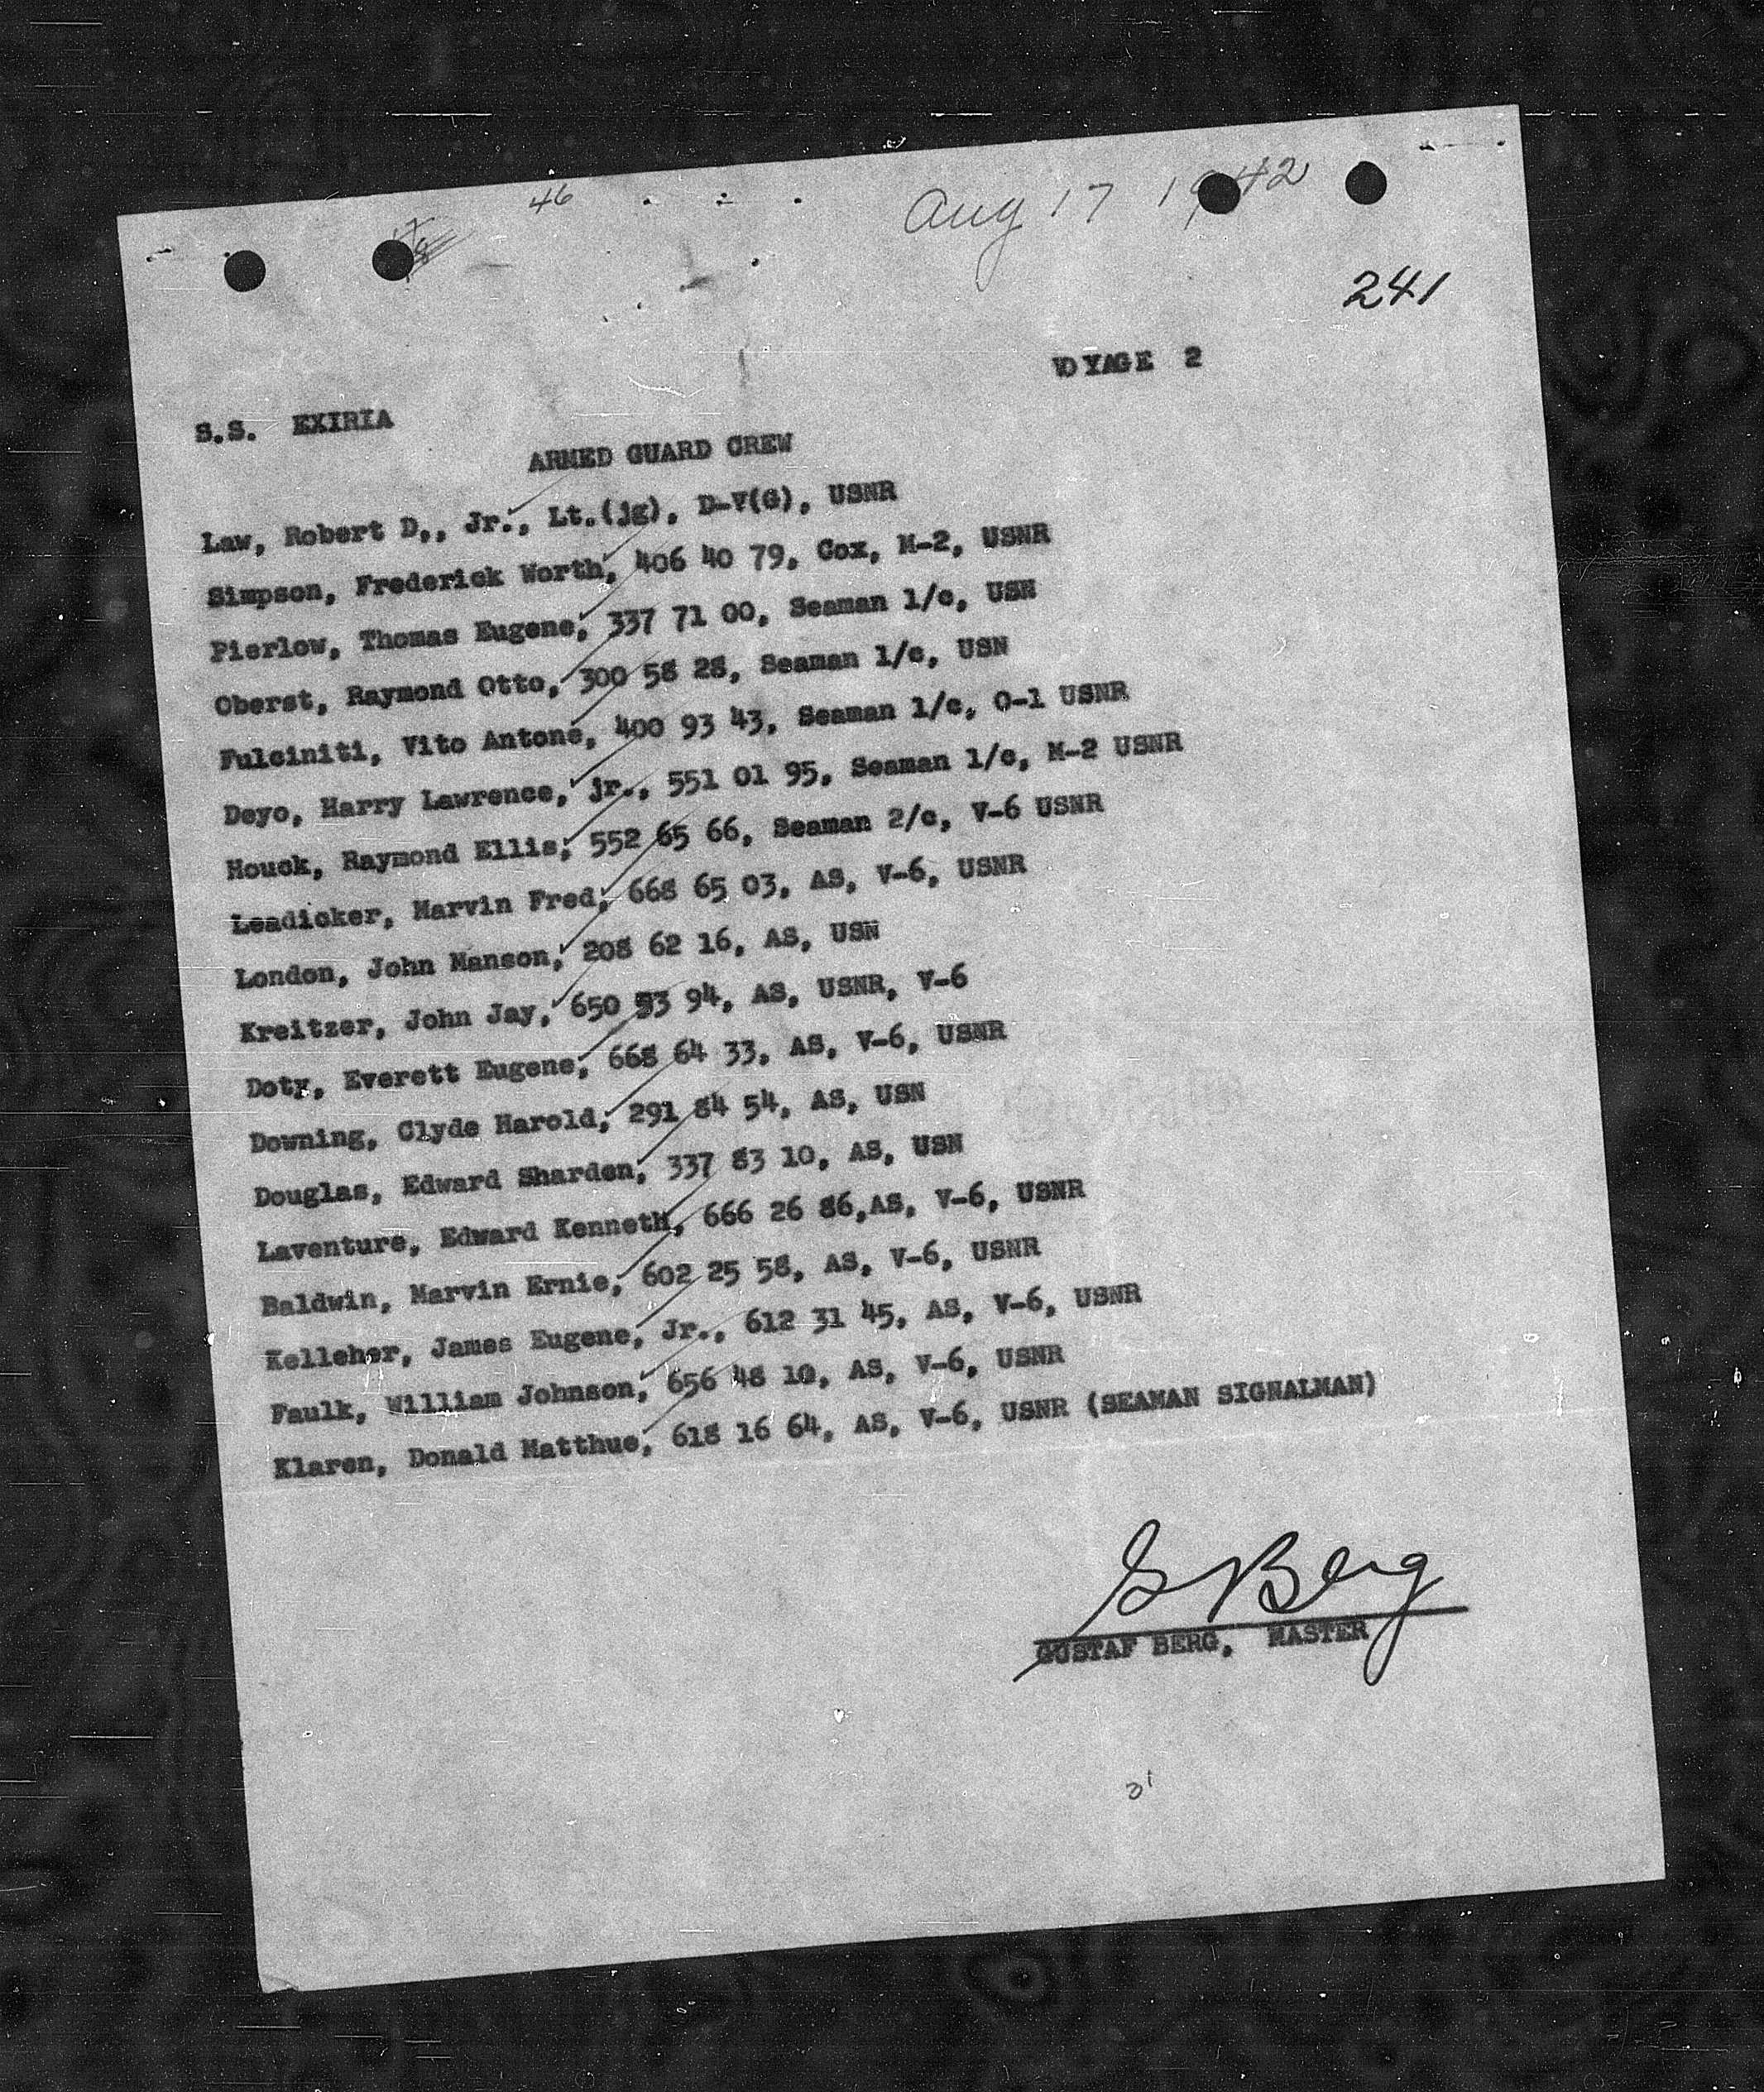 46
Aug 17 1942
241
VOYAGE 2
S.S. EXIRIA
ARMED GUARD CREW
Law, Robert D,, Jr., Lt.(jg), D-V(G), USNR
Simpson, Frederick Worth, 406 40 79, Cox, M-2, USNR
Pierlow, Thomas Eugene, 337 71 00, Seaman 1/c, USN
Oberst, Raymond Otto, 300 58 28, Seaman 1/c, USN
Fulciniti, Vito Antone, 400 93 43, Seaman 1/c, O-1 USNR
Deyo, Harry Lawrence, jr., 551 01 95, Seaman 1/c, M-2 USNR
Houck, Raymond Ellis, 552 65 66, Seaman 2/c, V-6 USNR
Leadicker, Marvin Fred, 668 65 03, AS, V-6, USNR
London, John Manson, 208 62 16, AS, USN
Kreitzer, John Jay, 650 93 94, AS, USNR, V-6
Doty, Everett Eugene, 668 64 33, AS, V-6, USNR
Downing, Clyde Harold, 291 84 54, AS, USN
Douglas, Edward Sharden, 337 83 10, AS, USN
Laventure, Edward Kenneth, 666 26 86,AS, V-6, USNR
Baldwin, Marvin Ernie, 602 25 58, AS, V-6, USNR
Kelleher, James Eugene, Jr., 612 31 45, AS, V-6, USNR
Faulk, William Johnson, 656 48 10, AS, V-6, USNR
Klaren, Donald Matthue, 618 16 64, AS, V-6, USNR (SEAMAN SIGNALMAN)
G Berg
GUSTAF BERG, MASTER